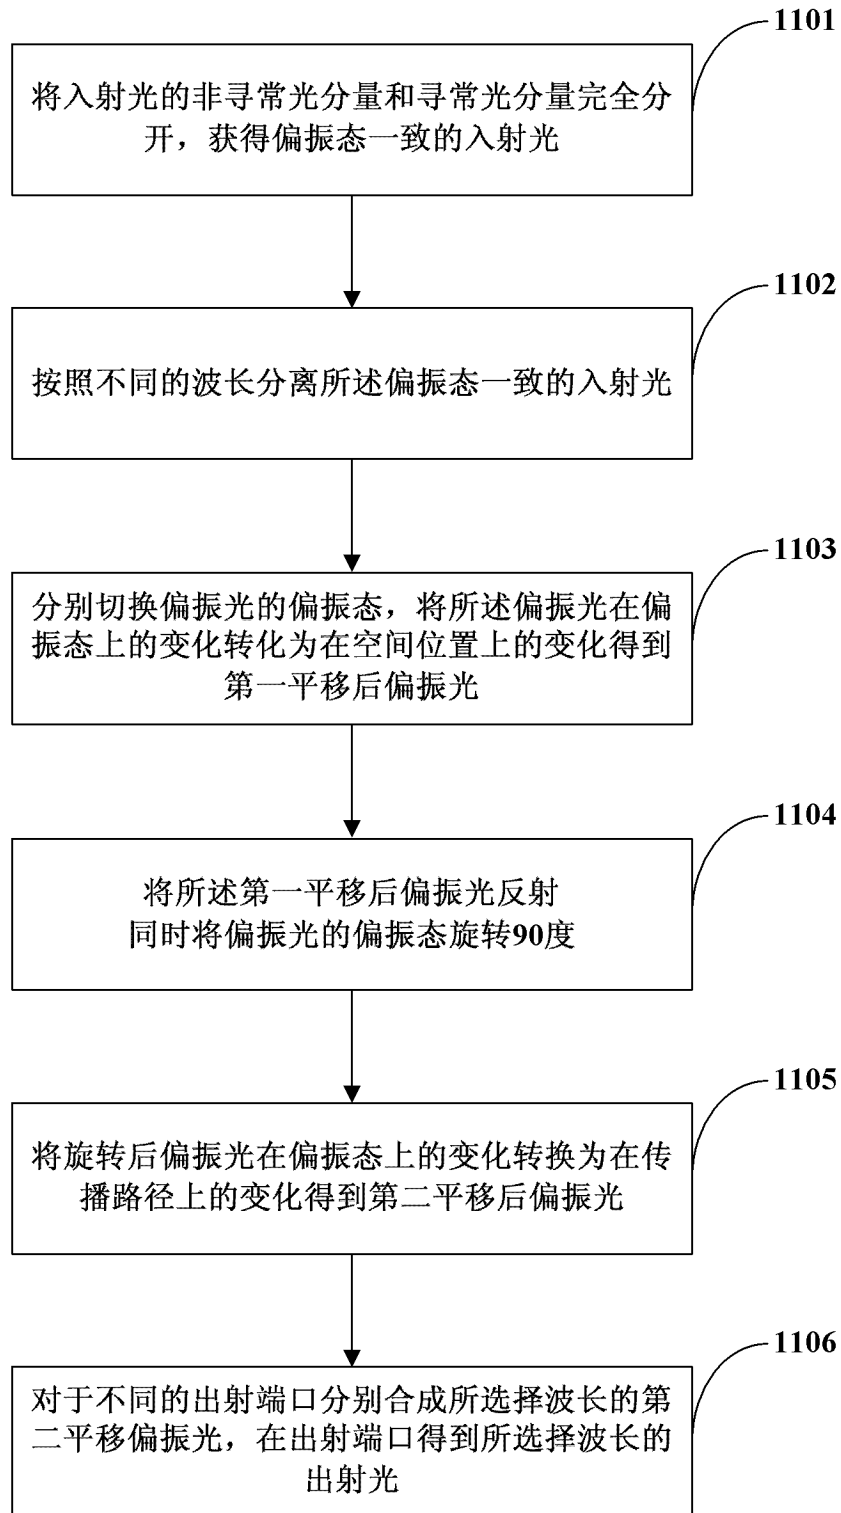 1101
将入射光的非寻常光分量和寻常光分量完全分
开，获得偏振态一致的入射光
1102
按照不同的波长分离所述偏振态一致的入射光
1103
分别切换偏振光的偏振态，将所述偏振光在偏
振态上的变化转化为在空间位置上的变化得到
第一平移后偏振光
1104
将所述第一平移后偏振光反射
同时将偏振光的偏振态旋转90度
1105
将旋转后偏振光在偏振态上的变化转换为在传
播路径上的变化得到第二平移后偏振光
1106
对于不同的出射端口分别合成所选择波长的第
二平移偏振光，在出射端口得到所选择波长的
出射光